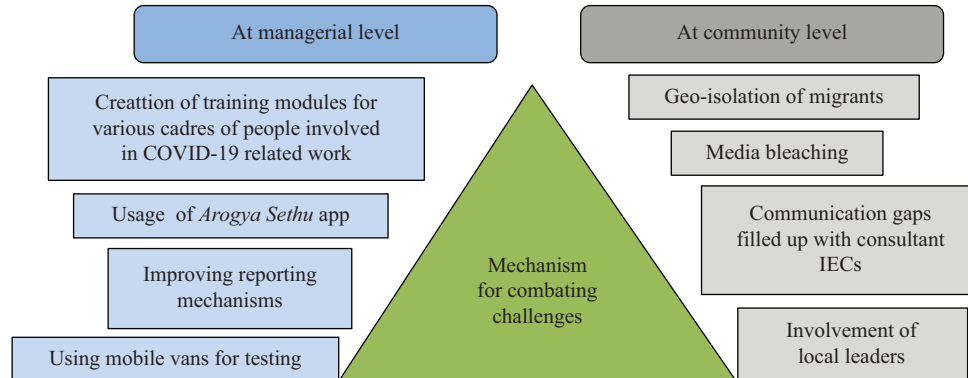 At managerial level
Creattion of training modules for
various cadres of people involved
in COVID-19 related work
Usage of Arogya Sethu app
Improving reporting
mechanisms
Using mobile vans for testing
Mechanism
for combating
challenges
At community level
Geo-isolation of migrants
Media bleaching
Communication gaps
filled up with consultant
IECs
Involvement of
local leaders